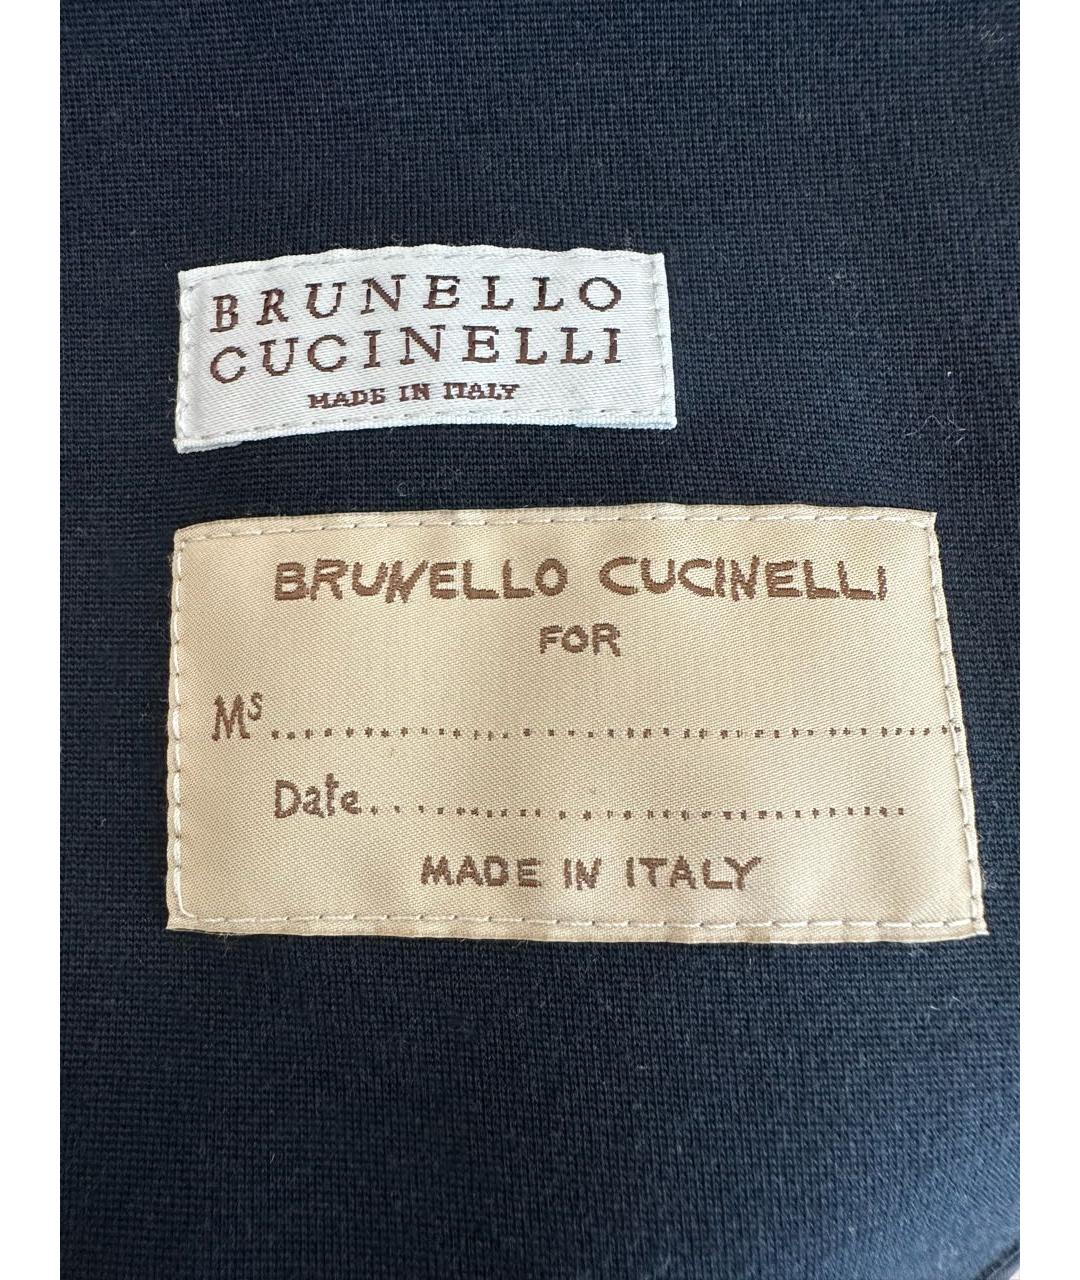 BRUNELLO
CUCINELLI
MADE IN ITALY
BRUNELLO CUCINELLI
FOR
Ms.......................................................
Date..........................................
MADE IN ITALY